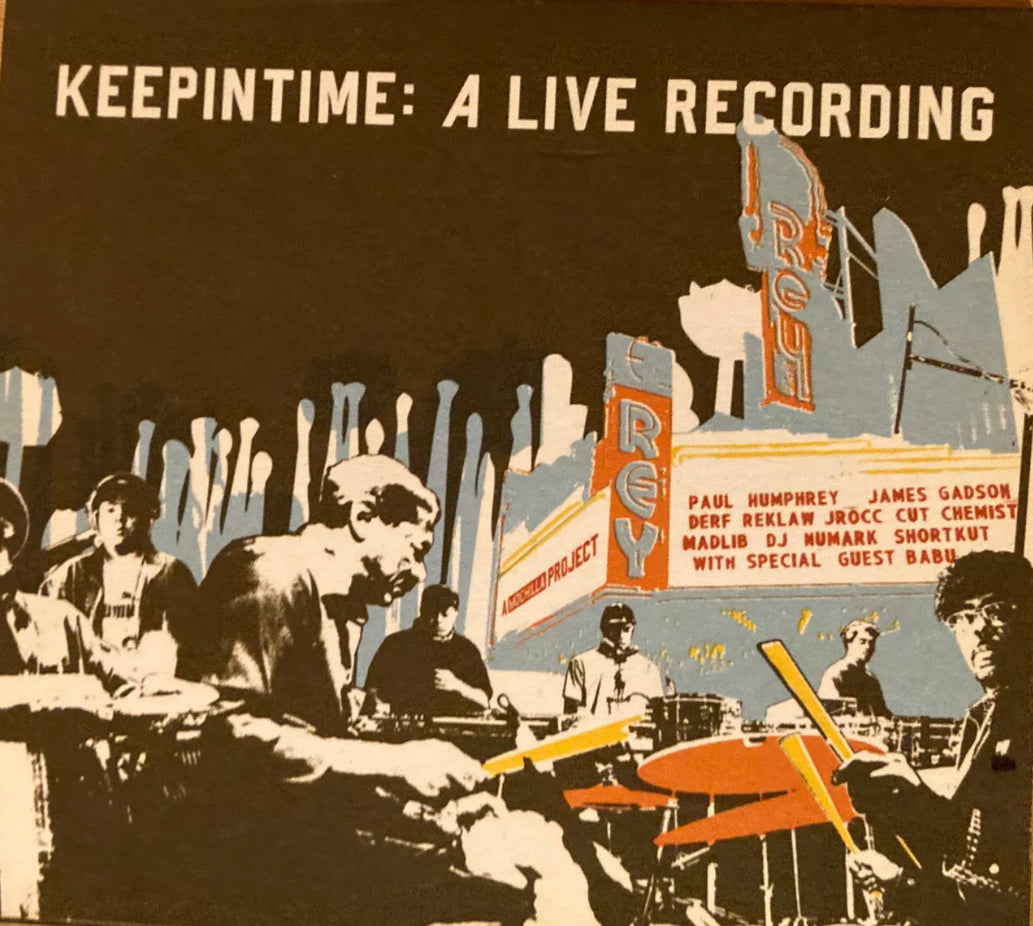 KEEPINTIME: A LIVE RECORDING
REY
REY
PAUL HUMPHREY JAMES GADSON
DERF REKLAW JROCC CUT CHEMIST
MADLIB DJ NUMARK SHORTKUT
WITH SPECIAL GUEST BABU
A MOCHILLA PROJECT